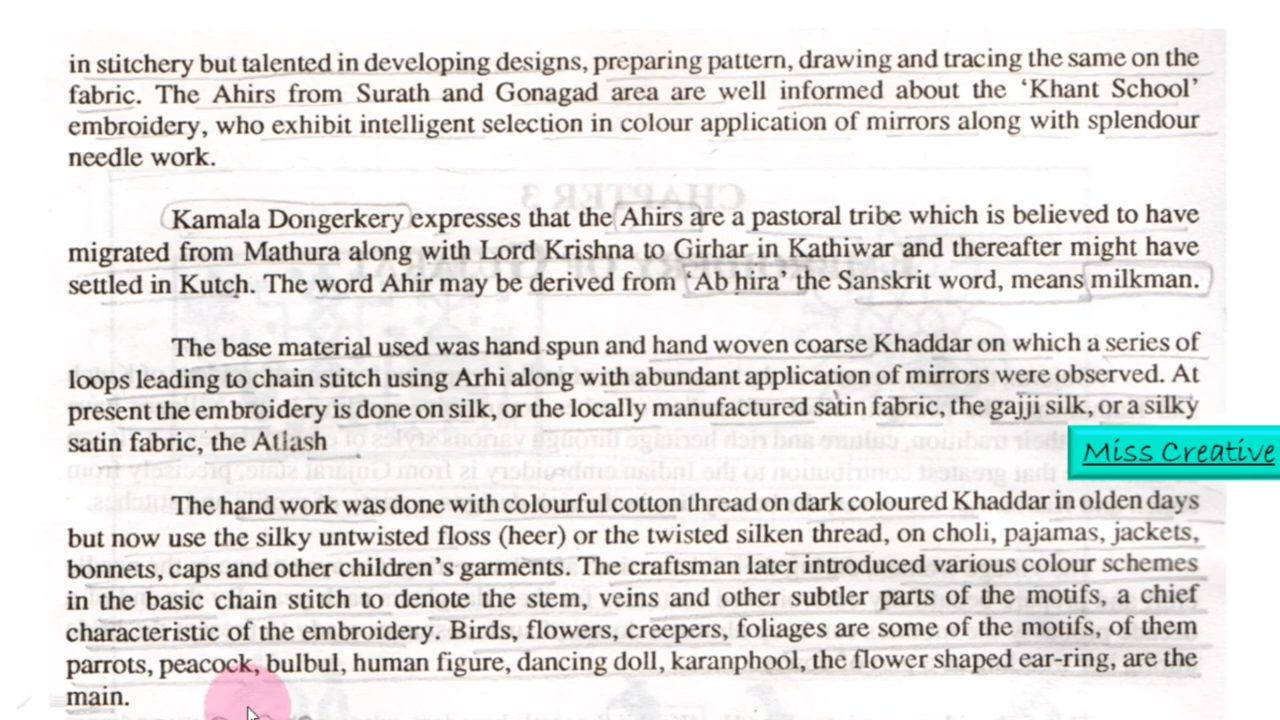 in stitchery but talented in developing designs, preparing pattern, drawing and tracing the same on the
fabric. The Ahirs from Surath and Gonagad area are well informed about the ‘Khant School’
embroidery, who exhibit intelligent selection in colour application of mirrors along with splendour
needle work.
Kamala Dongerkery expresses that the Ahirs are a pastoral tribe which is believed to have
migrated from Mathura along with Lord Krishna to Girhar in Kathiwar and thereafter might have
settled in Kutch. The word Ahir may be derived from ‘Ab hira’ the Sanskrit word, means milkman.
The base material used was hand spun and hand woven coarse Khaddar on which a series of
loops leading to chain stitch using Arhi along with abundant application of mirrors were observed. At
present the embroidery is done on silk, or the locally manufactured satin fabric, the gajji silk, or a silky
satin fabric, the Atlash
Miss Creative
The hand work was done with colourful cotton thread on dark coloured Khaddar in olden days
but now use the silky untwisted floss (heer) or the twisted silken thread, on choli, pajamas, jackets,
bonnets, caps and other children’s garments. The craftsman later introduced various colour schemes
in the basic chain stitch to denote the stem, veins and other subtler parts of the motifs, a chief
characteristic of the embroidery. Birds, flowers, creepers, foliages are some of the motifs, of them
parrots, peacock, bulbul, human figure, dancing doll, karanphool, the flower shaped ear-ring, are the
main.